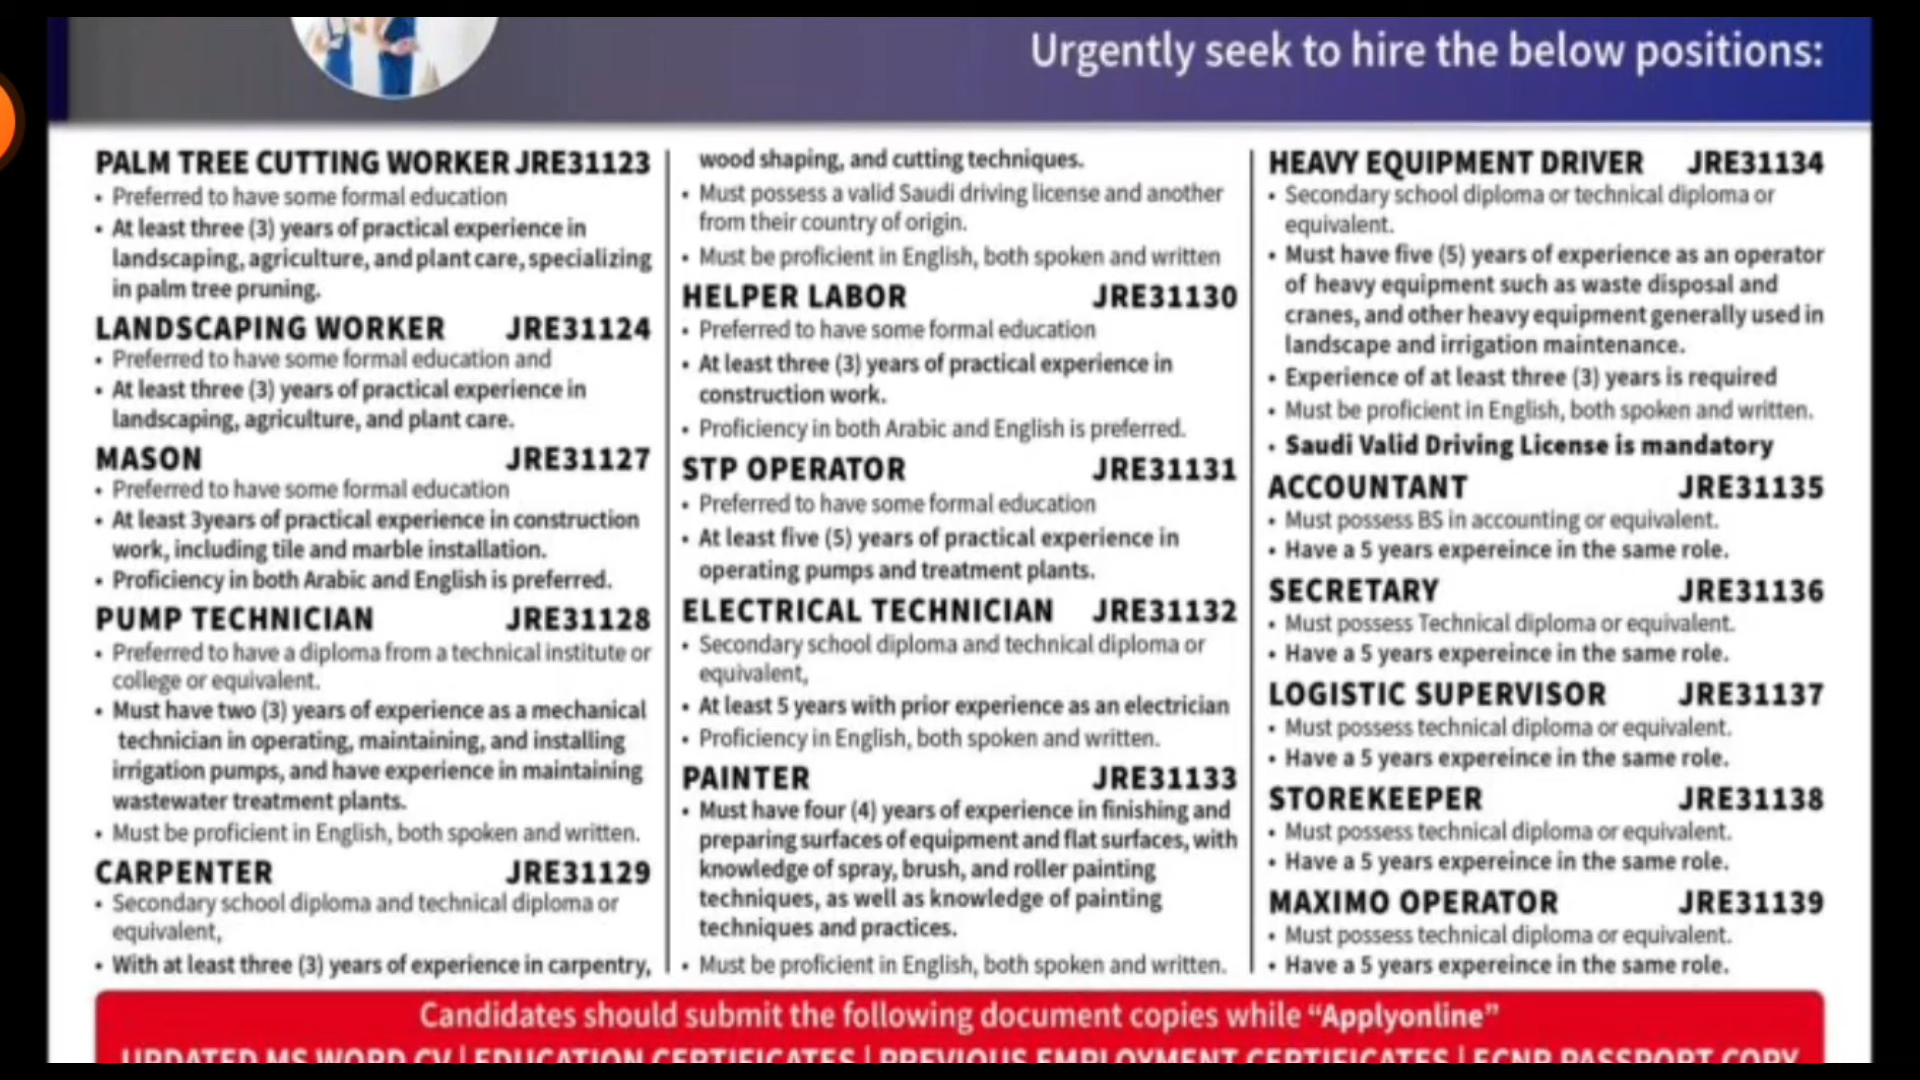 Urgently seek to hire the below positions:
PALM TREE CUTTING WORKER JRE31123
• Preferred to have some formal education
• At least three (3) years of practical experience in
landscaping, agriculture, and plant care, specializing
in palm tree pruning.
LANDSCAPING WORKER JRE31124
• Preferred to have some formal education and
• At least three (3) years of practical experience in
landscaping, agriculture, and plant care.
MASON JRE31127
• Preferred to have some formal education
• At least 3years of practical experience in construction
work, including tile and marble installation.
• Proficiency in both Arabic and English is preferred.
PUMP TECHNICIAN JRE31128
• Preferred to have a diploma from a technical institute or
college or equivalent.
• Must have two (3) years of experience as a mechanical
technician in operating, maintaining, and installing
irrigation pumps, and have experience in maintaining
wastewater treatment plants.
• Must be proficient in English, both spoken and written.
CARPENTER JRE31129
• Secondary school diploma and technical diploma or
equivalent,
• With at least three (3) years of experience in carpentry,
wood shaping, and cutting techniques.
• Must possess a valid Saudi driving license and another
from their country of origin.
• Must be proficient in English, both spoken and written
HELPER LABOR JRE31130
• Preferred to have some formal education
• At least three (3) years of practical experience in
construction work.
• Proficiency in both Arabic and English is preferred.
STP OPERATOR JRE31131
• Preferred to have some formal education
• At least five (5) years of practical experience in
operating pumps and treatment plants.
ELECTRICAL TECHNICIAN JRE31132
• Secondary school diploma and technical diploma or
equivalent,
• At least 5 years with prior experience as an electrician
• Proficiency in English, both spoken and written.
PAINTER JRE31133
• Must have four (4) years of experience in finishing and
preparing surfaces of equipment and flat surfaces, with
knowledge of spray, brush, and roller painting
techniques, as well as knowledge of painting
techniques and practices.
• Must be proficient in English, both spoken and written.
HEAVY EQUIPMENT DRIVER JRE31134
• Secondary school diploma or technical diploma or
equivalent.
• Must have five (5) years of experience as an operator
of heavy equipment such as waste disposal and
cranes, and other heavy equipment generally used in
landscape and irrigation maintenance.
• Experience of at least three (3) years is required
• Must be proficient in English, both spoken and written.
• Saudi Valid Driving License is mandatory
ACCOUNTANT JRE31135
• Must possess BS in accounting or equivalent.
• Have a 5 years expereince in the same role.
SECRETARY JRE31136
• Must possess Technical diploma or equivalent.
• Have a 5 years expereince in the same role.
LOGISTIC SUPERVISOR JRE31137
• Must possess technical diploma or equivalent.
• Have a 5 years expereince in the same role.
STOREKEEPER JRE31138
• Must possess technical diploma or equivalent.
• Have a 5 years expereince in the same role.
MAXIMO OPERATOR JRE31139
• Must possess technical diploma or equivalent.
• Have a 5 years expereince in the same role.
Candidates should submit the following document copies while “Applyonline”
UPDATED MS WORD CV | EDUCATION CERTIFICATES | PREVIOUS EMPLOYMENT CERTIFICATES | ECNR PASSPORT COPY